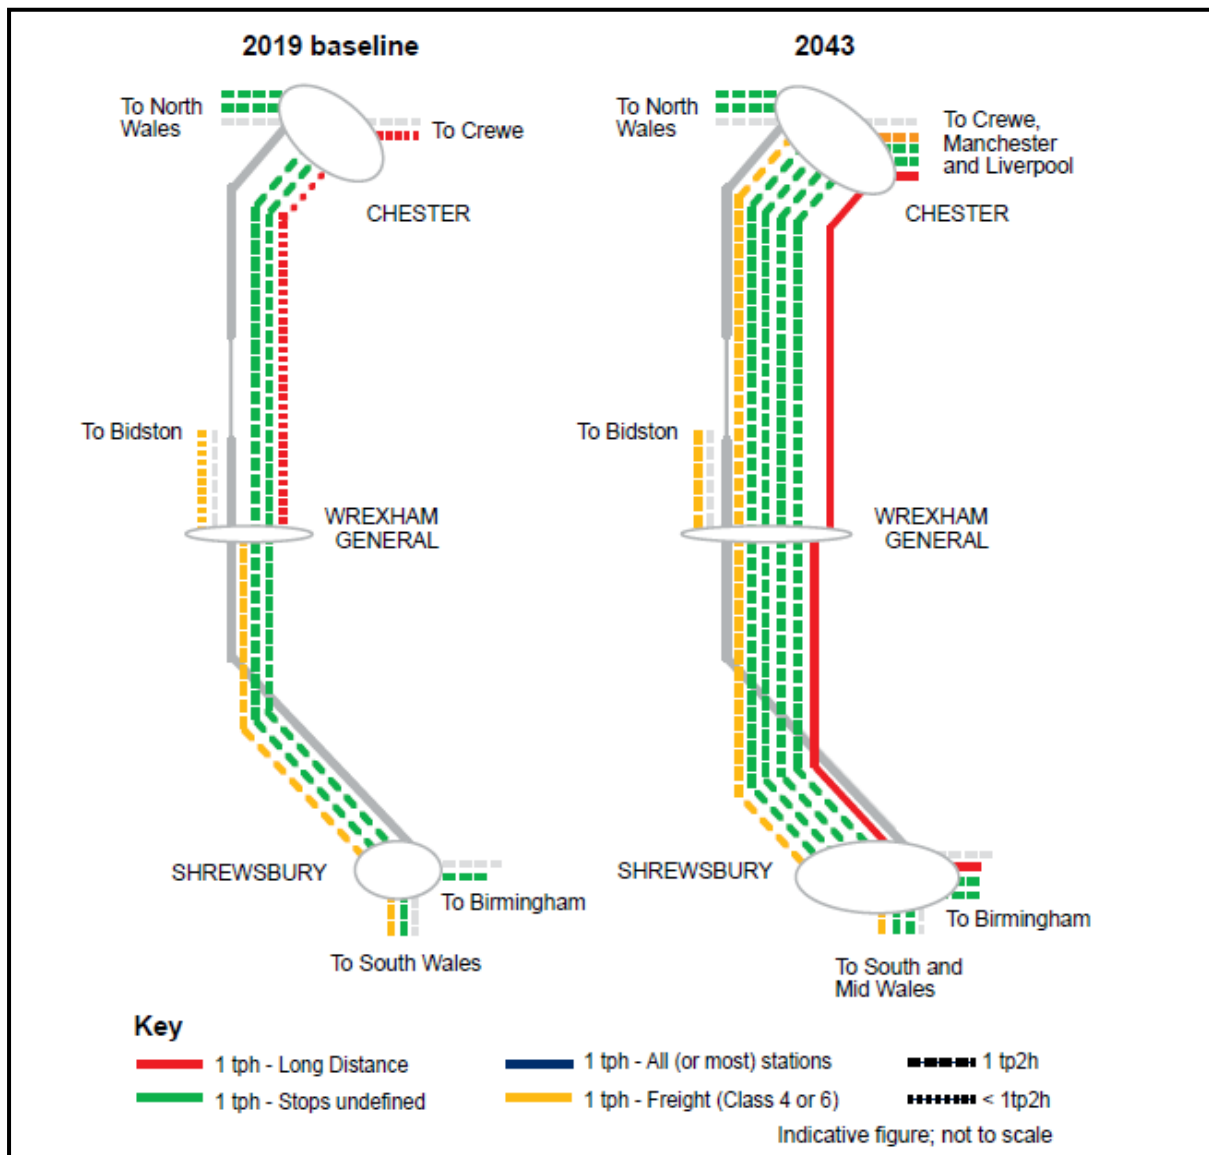 2019 baseline
2043
To North
Wales
To Crewe
CHESTER
To North
Wales
To Crewe,
Manchester
and Liverpool
CHESTER
To Bidston
WREXHAM
GENERAL
To Bidston
WREXHAM
GENERAL
SHREWSBURY
To Birmingham
To South Wales
SHREWSBURY
To Birmingham
To South and
Mid Wales
Key
1 tph - Long Distance
1 tph - All (or most) stations
1 tp2h
1 tph - Stops undefined
1 tph - Freight (Class 4 or 6)
< 1tp2h
Indicative figure; not to scale